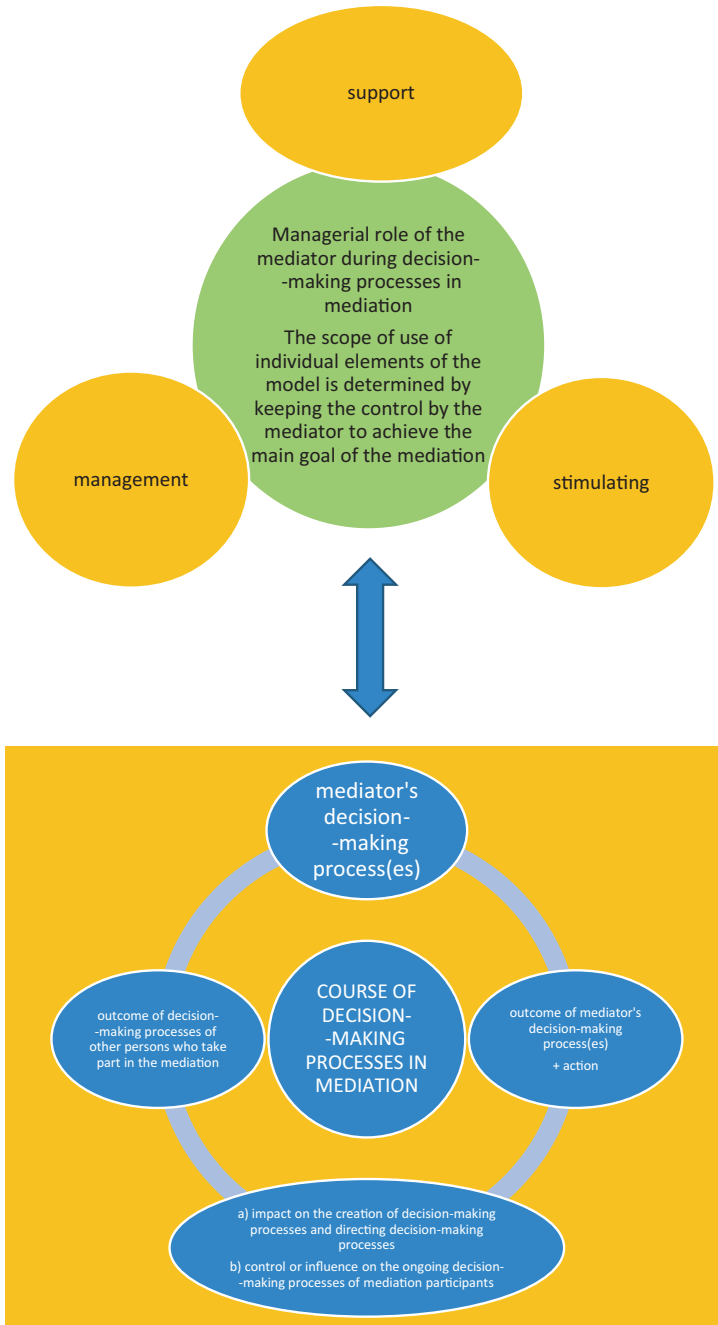 support
Managerial role of the
mediator during decision-
-making processes in
mediation
The scope of use of
individual elements of the
model is determined by
keeping the control by the
mediator to achieve the
main goal of the mediation
management
stimulating
mediator's
decision-
-making
process(es)
outcome of decision-
-making processes of
other persons who take
part in the mediation
COURSE OF
DECISION-
-MAKING
PROCESSES IN
MEDIATION
outcome of mediator's
decision-making
process(es)
+ action
a) impact on the creation of decision-making
processes and directing decision-making
processes
b) control or influence on the ongoing decision-
-making processes of mediation participants